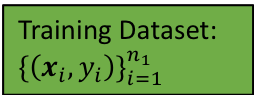 Training Dataset:
{(𝒙ᵢ, yᵢ)}ᵢ₌₁ⁿ¹